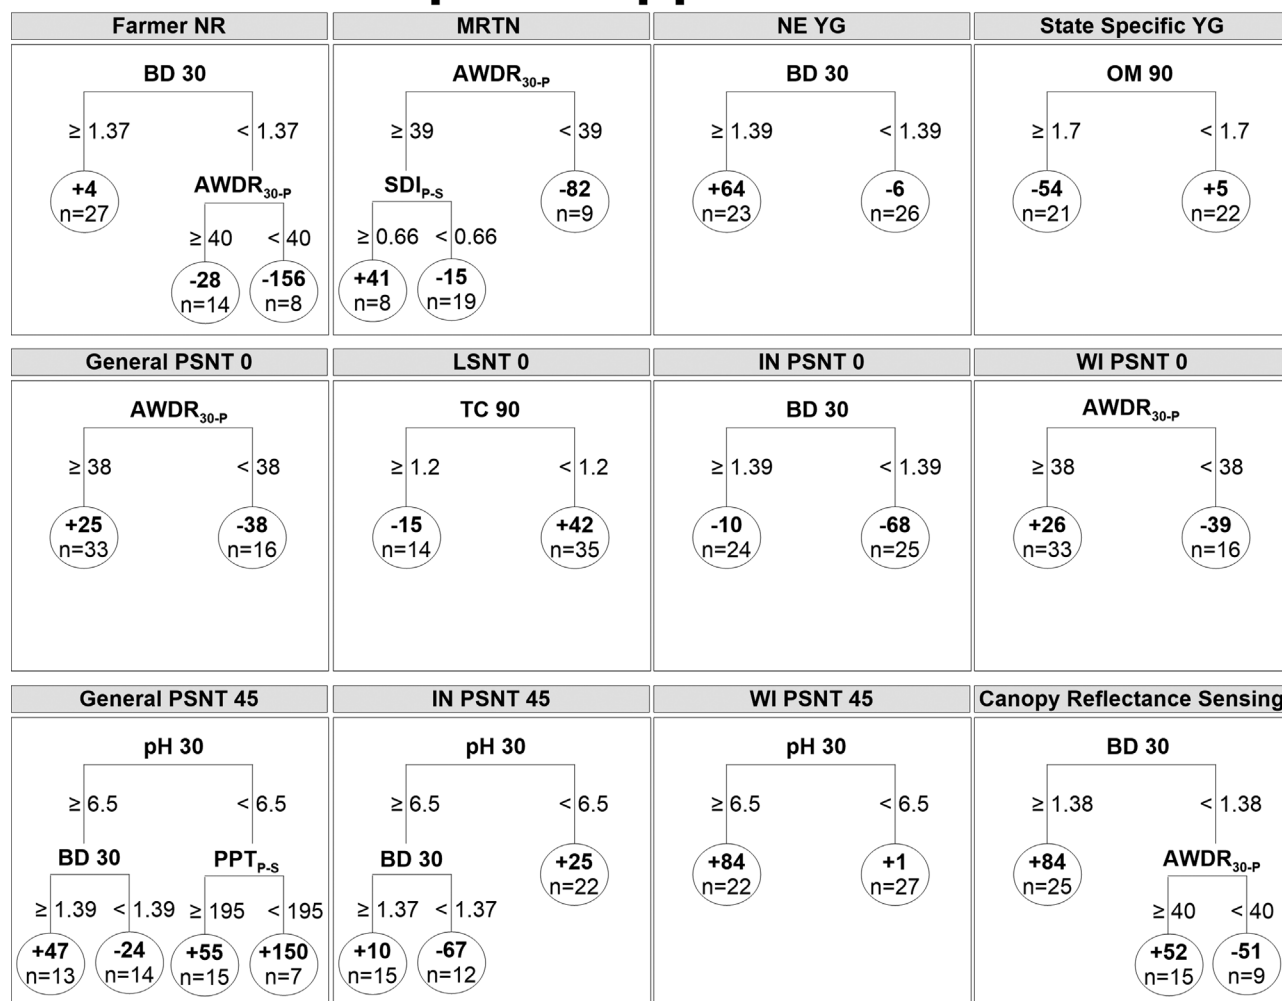 Farmer NR
MRTN
NE YG
State Specific YG
BD 30
≥ 1.37
< 1.37
+4
n=27
AWDR30-P
≥ 40
< 40
-28
n=14
-156
n=8
AWDR30-P
≥ 39
< 39
SDIP-S
-82
n=9
≥ 0.66
< 0.66
+41
n=8
-15
n=19
BD 30
≥ 1.39
< 1.39
+64
n=23
-6
n=26
OM 90
≥ 1.7
< 1.7
-54
n=21
+5
n=22
General PSNT 0
LSNT 0
IN PSNT 0
WI PSNT 0
AWDR30-P
≥ 38
< 38
+25
n=33
-38
n=16
TC 90
≥ 1.2
< 1.2
-15
n=14
+42
n=35
BD 30
≥ 1.39
< 1.39
-10
n=24
-68
n=25
AWDR30-P
≥ 38
< 38
+26
n=33
-39
n=16
General PSNT 45
IN PSNT 45
WI PSNT 45
Canopy Reflectance Sensing
pH 30
≥ 6.5
< 6.5
BD 30
PPTP-S
≥ 1.39
< 1.39
≥ 195
< 195
+47
n=13
-24
n=14
+55
n=15
+150
n=7
pH 30
≥ 6.5
< 6.5
BD 30
+25
n=22
≥ 1.37
< 1.37
+10
n=15
-67
n=12
pH 30
≥ 6.5
< 6.5
+84
n=22
+1
n=27
BD 30
≥ 1.38
< 1.38
+84
n=25
AWDR30-P
≥ 40
< 40
+52
n=15
-51
n=9